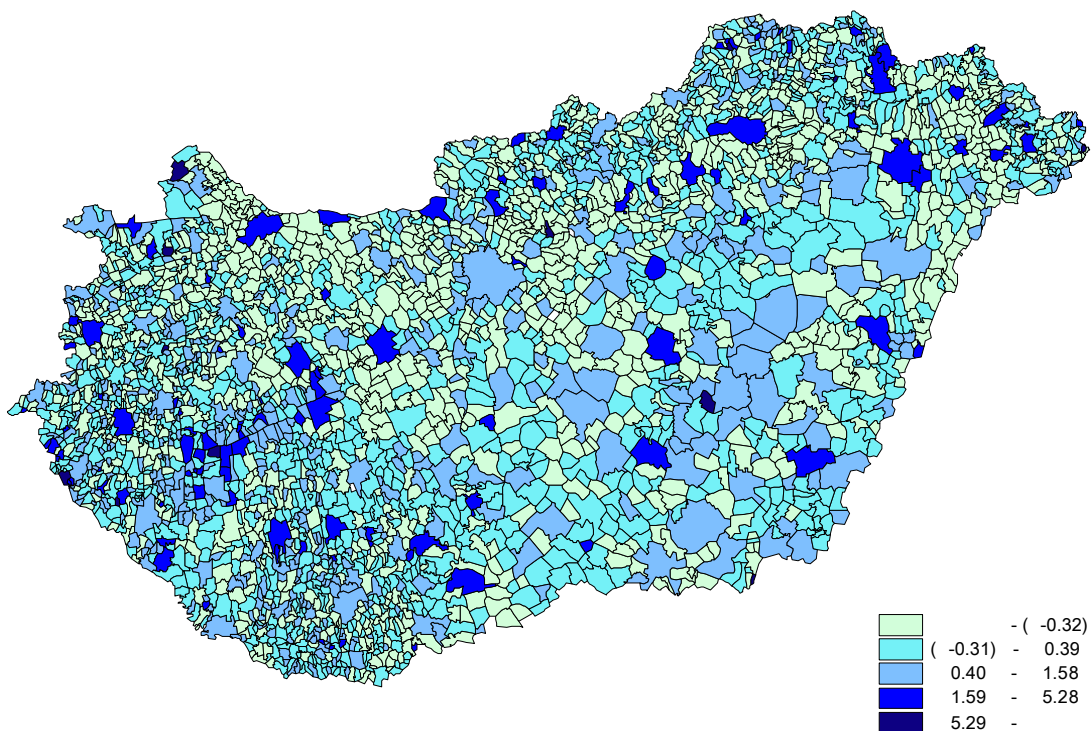 - ( -0.32)
( -0.31) - 0.39
0.40 - 1.58
1.59 - 5.28
5.29 -